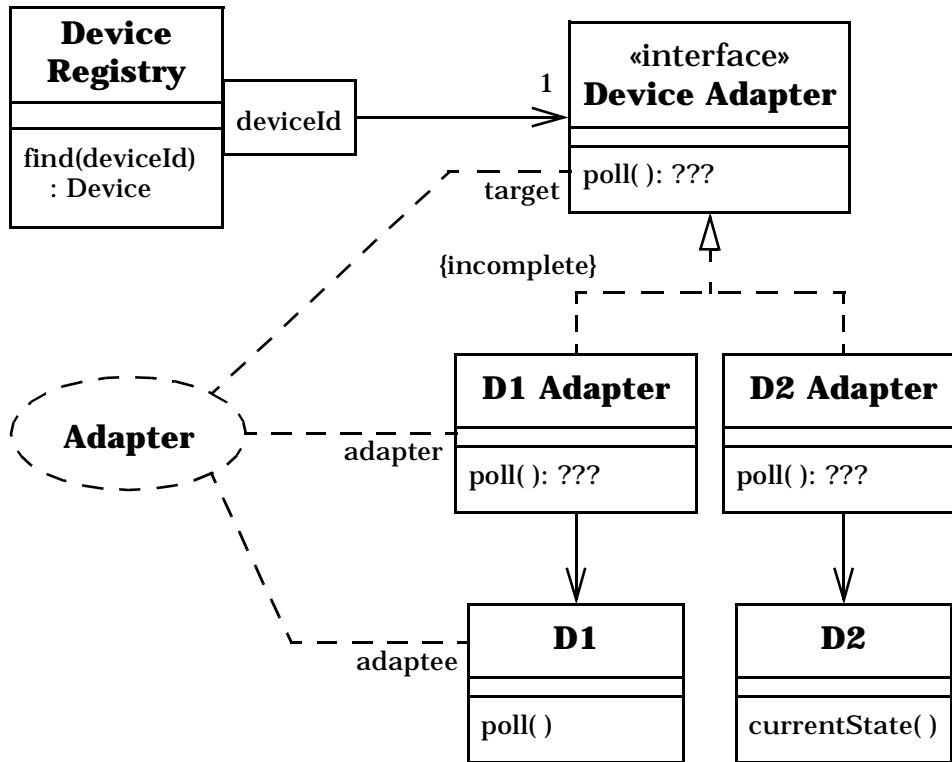 Device
Registry
find(deviceId)
: Device
deviceId
1
«interface»
Device Adapter
poll( ): ???
target
{incomplete}
Adapter
D1 Adapter
poll( ): ???
adapter
D2 Adapter
poll( ): ???
D1
poll( )
adaptee
D2
currentState( )